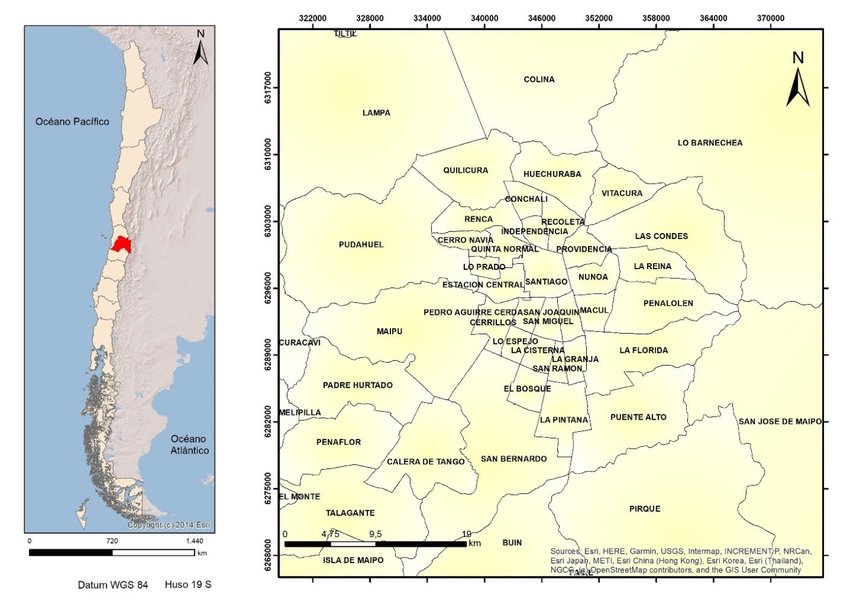 N
Océano Pacífico
Océano
Atlántico
Copyright (c) 2014 Esri
0 720 1.440
km
Datum WGS 84 Huso 19 S
322000 328000 334000 340000 346000 352000 358000 364000 370000
6317000
6310000
6303000
6296000
6289000
6282000
6275000
6268000
N
TILTIL
COLINA
LAMPA
LO BARNECHEA
QUILICURA
HUECHURABA
VITACURA
CONCHALI
RENCA
RECOLETA
INDEPENDENCIA
LAS CONDES
PUDAHUEL
CERRO NAVIA
QUINTA NORMAL
PROVIDENCIA
LO PRADO
LA REINA
ESTACION CENTRAL
SANTIAGO
NUNOA
PENALOLEN
PEDRO AGUIRRE CERDA
SAN JOAQUIN
MACUL
CERRILLOS
SAN MIGUEL
MAIPU
CURACAVI
LO ESPEJO
LA CISTERNA
LA GRANJA
LA FLORIDA
SAN RAMON
PADRE HURTADO
EL BOSQUE
MELIPILLA
LA PINTANA
PUENTE ALTO
SAN JOSE DE MAIPO
PENAFLOR
CALERA DE TANGO
SAN BERNARDO
EL MONTE
TALAGANTE
PIRQUE
0 4,75 9,5 19
km
BUIN
ISLA DE MAIPO
Sources: Esri, HERE, Garmin, USGS, Intermap, INCREMENT P, NRCan,
Esri Japan, METI, Esri China (Hong Kong), Esri Korea, Esri (Thailand),
NGCC, (c) OpenStreetMap contributors, and the GIS User Community